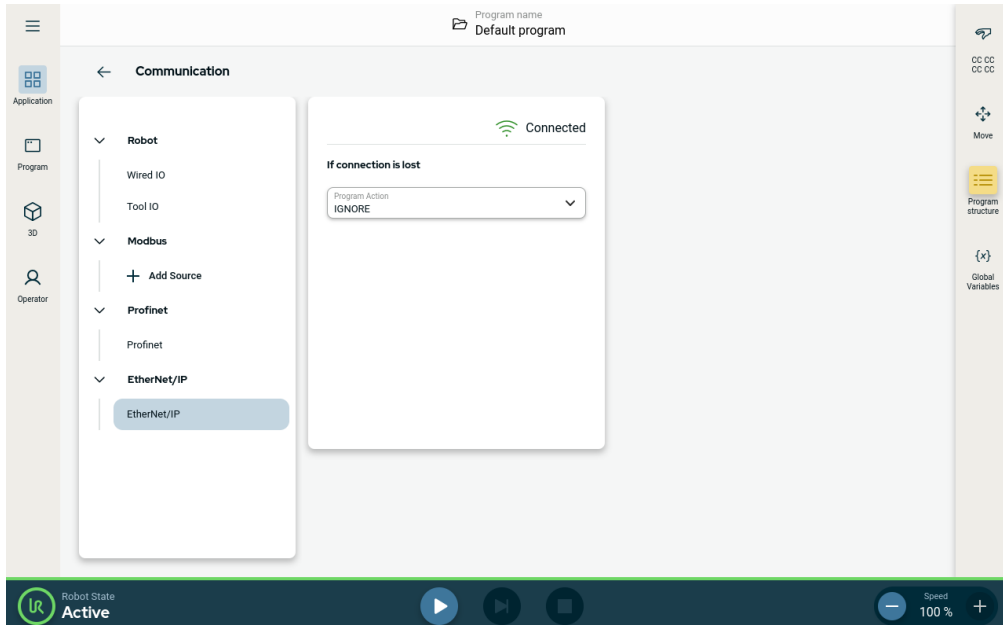 Program name
Default program
Application
Program
3D
Operator
Communication
Robot
Wired IO
Tool IO
Modbus
Add Source
Profinet
Profinet
EtherNet/IP
EtherNet/IP
Connected
If connection is lost
Program Action
IGNORE
CC CC
CC CC
Move
Program
structure
{x}
Global
Variables
Robot State
Active
Speed
100 %